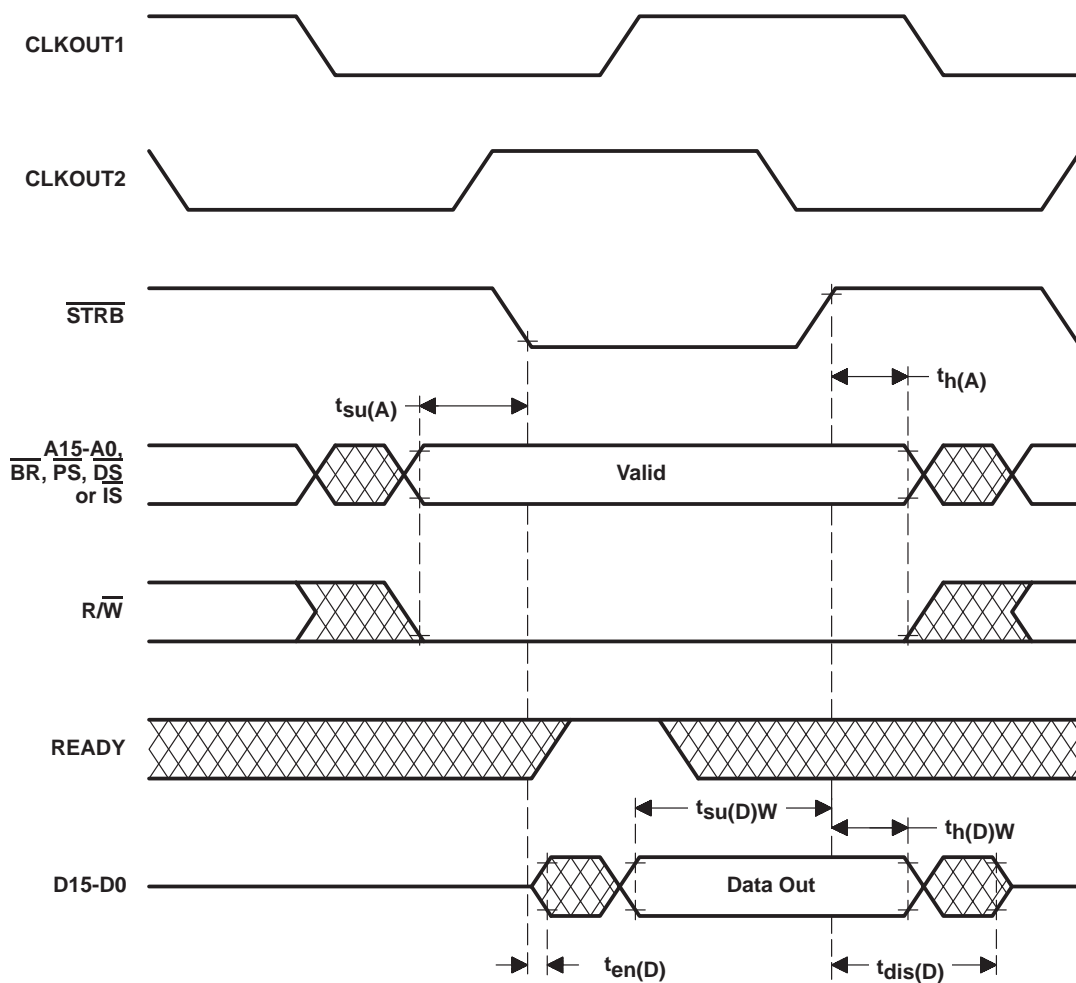 CLKOUT1
CLKOUT2
STRB
th(A)
tsu(A)
A15-A0,
BR, PS, DS
or IS
Valid
R/W
READY
tsu(D)W
th(D)W
D15-D0
Data Out
ten(D)
tdis(D)